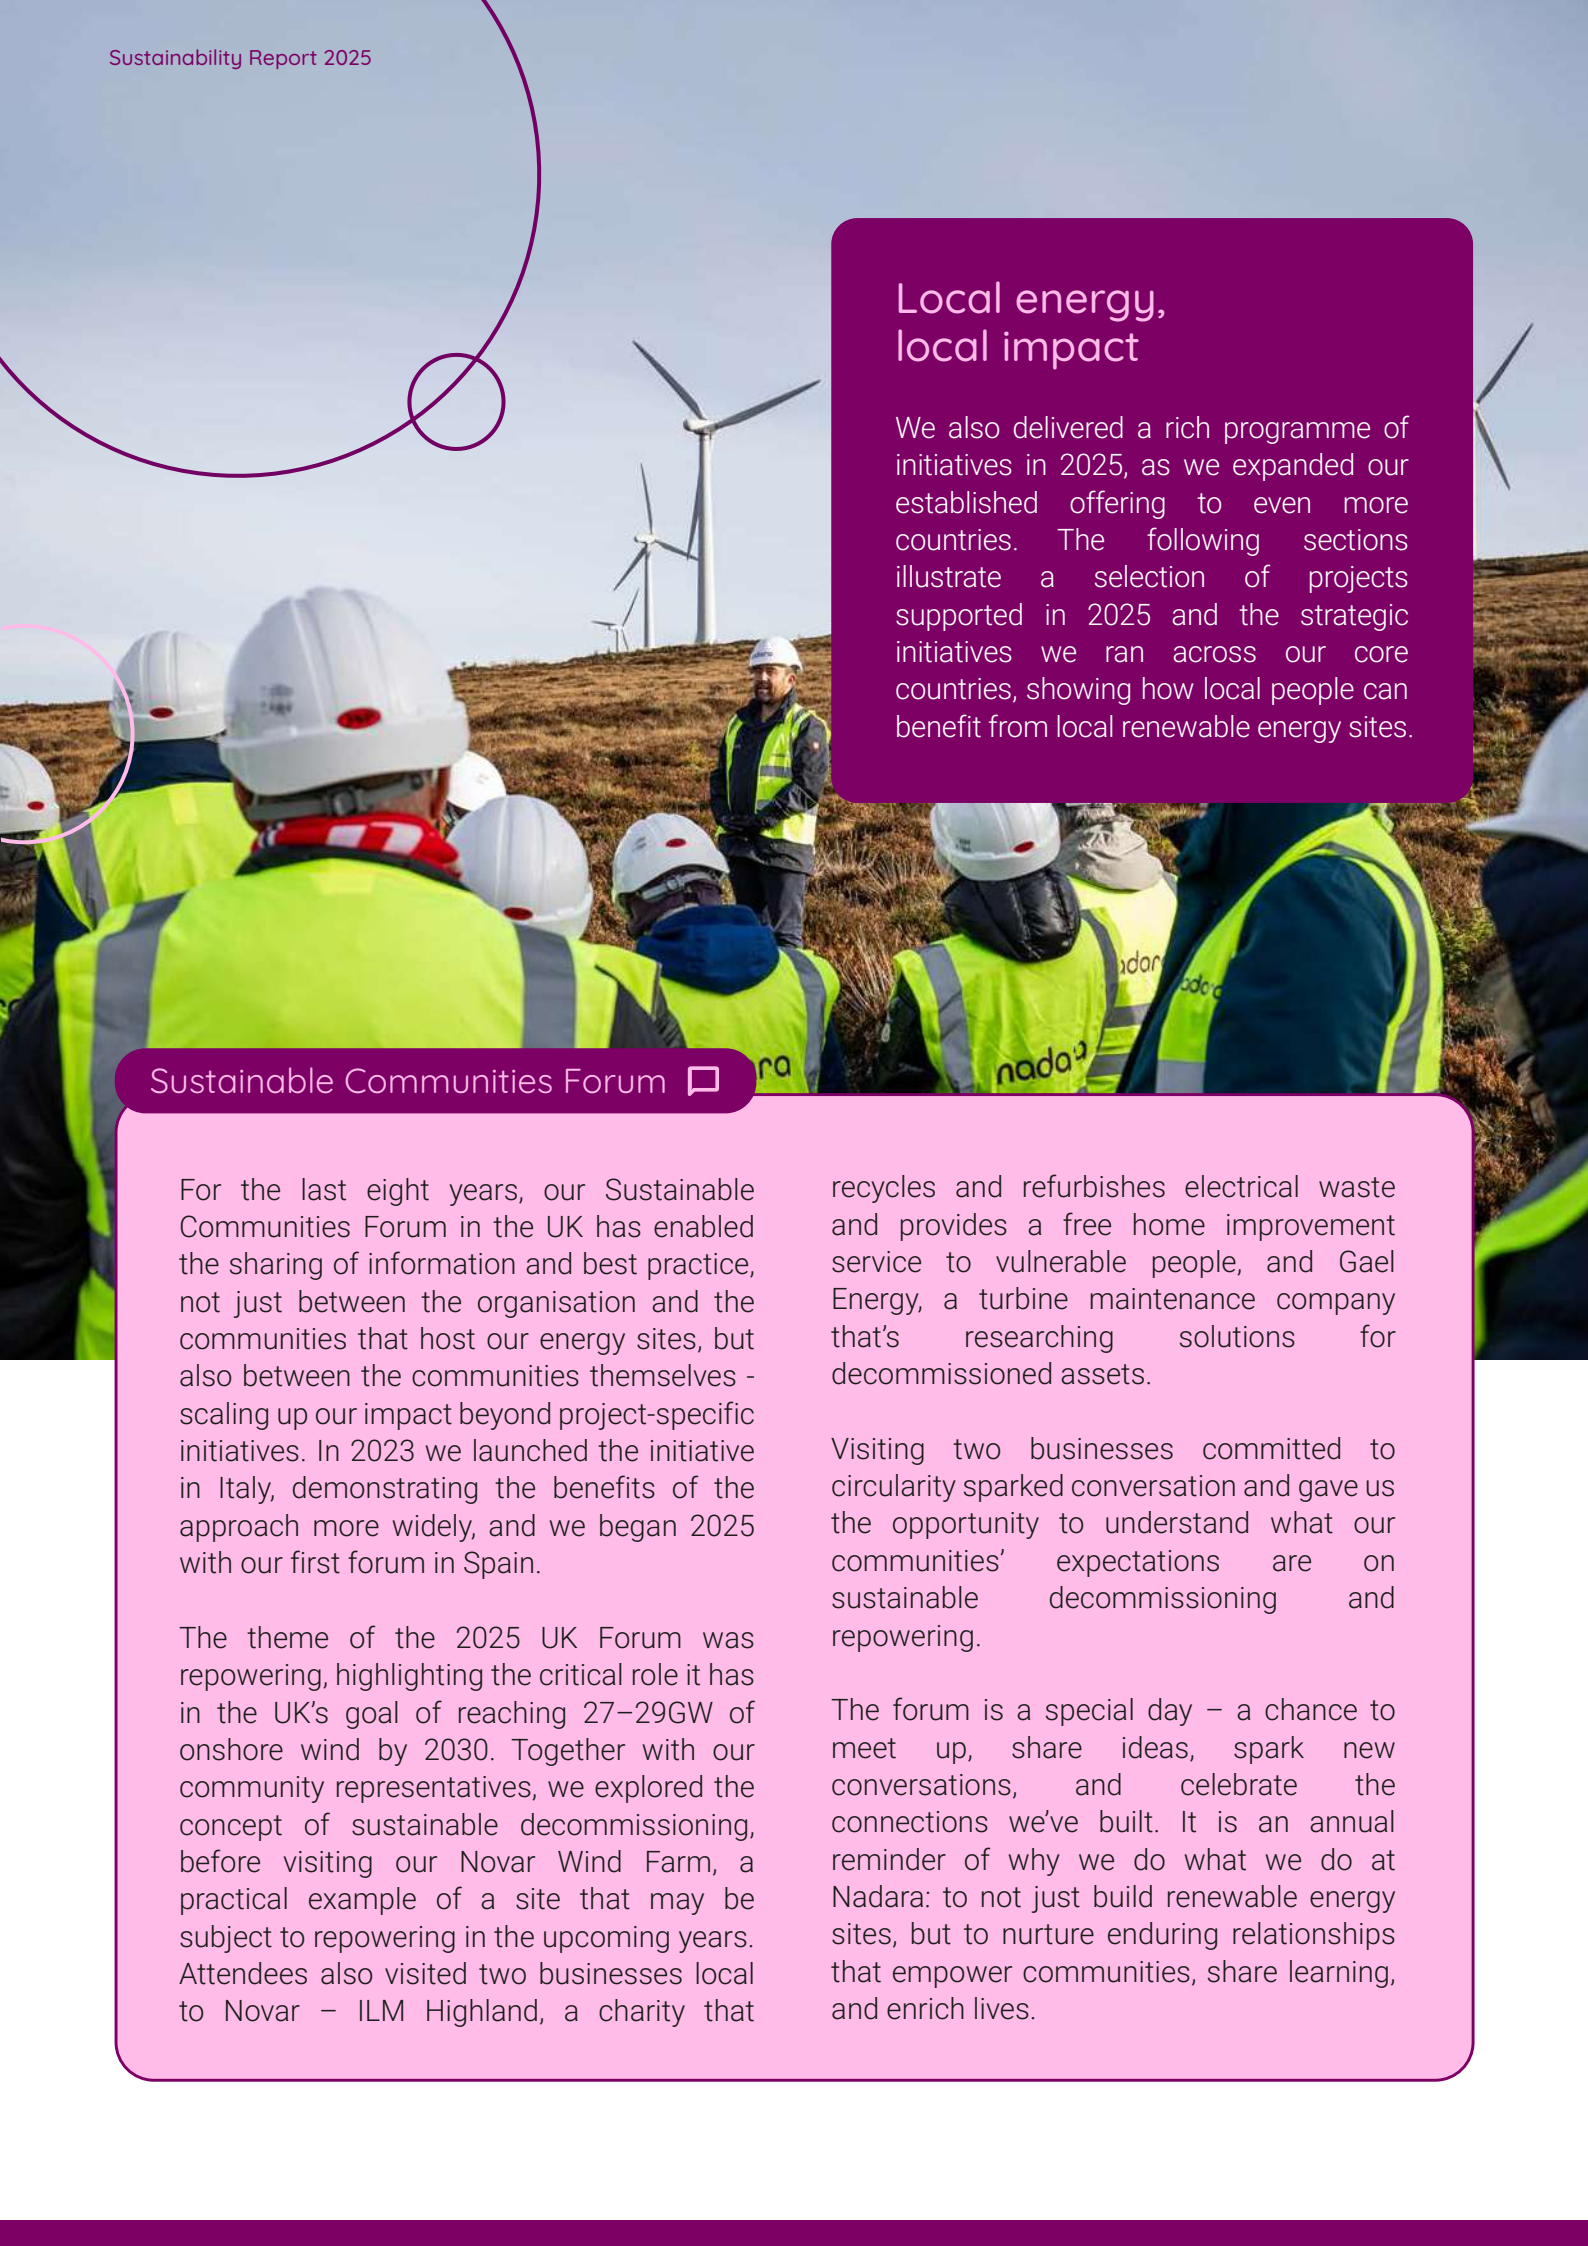 Sustainability Report 2025
Local energy,
local impact
We also delivered a rich programme of
initiatives in 2025, as we expanded our
established offering to even more
countries. The following sections
illustrate a selection of projects
supported in 2025 and the strategic
initiatives we ran across our core
countries, showing how local people can
benefit from local renewable energy sites.
nadara
Sustainable Communities Forum
For the last eight years, our Sustainable
Communities Forum in the UK has enabled
the sharing of information and best practice,
not just between the organisation and the
communities that host our energy sites, but
also between the communities themselves -
scaling up our impact beyond project-specific
initiatives. In 2023 we launched the initiative
in Italy, demonstrating the benefits of the
approach more widely, and we began 2025
with our first forum in Spain.
The theme of the 2025 UK Forum was
repowering, highlighting the critical role it has
in the UK’s goal of reaching 27–29GW of
onshore wind by 2030. Together with our
community representatives, we explored the
concept of sustainable decommissioning,
before visiting our Novar Wind Farm, a
practical example of a site that may be
subject to repowering in the upcoming years.
Attendees also visited two businesses local
to Novar – ILM Highland, a charity that
recycles and refurbishes electrical waste
and provides a free home improvement
service to vulnerable people, and Gael
Energy, a turbine maintenance company
that’s researching solutions for
decommissioned assets.
Visiting two businesses committed to
circularity sparked conversation and gave us
the opportunity to understand what our
communities’ expectations are on
sustainable decommissioning and
repowering.
The forum is a special day – a chance to
meet up, share ideas, spark new
conversations, and celebrate the
connections we’ve built. It is an annual
reminder of why we do what we do at
Nadara: to not just build renewable energy
sites, but to nurture enduring relationships
that empower communities, share learning,
and enrich lives.